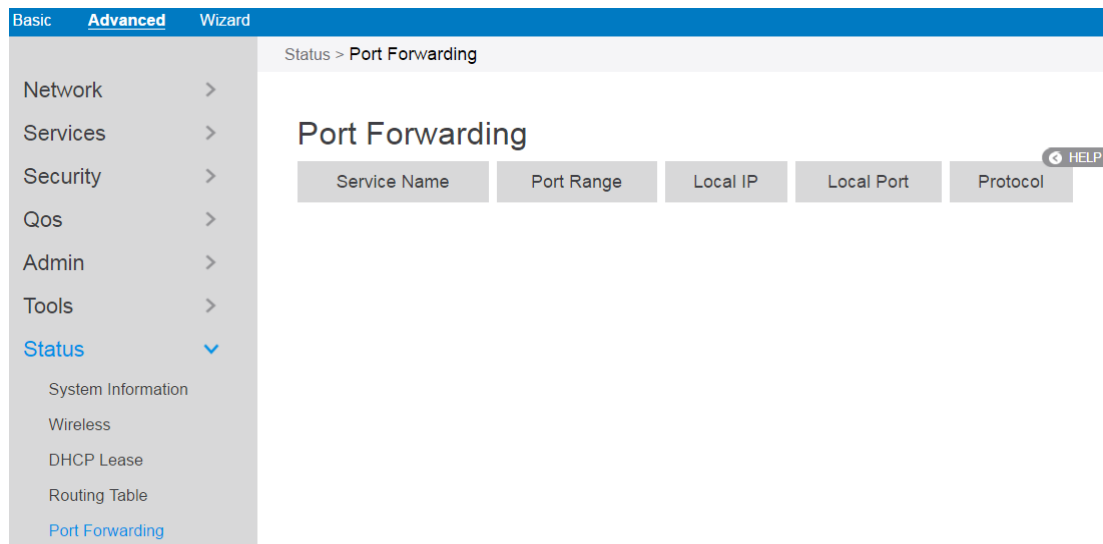 Basic Advanced Wizard
Status > Port Forwarding
Network
Services
Security
Qos
Admin
Tools
Status
System Information
Wireless
DHCP Lease
Routing Table
Port Forwarding
Port Forwarding
HELP
Service Name Port Range Local IP Local Port Protocol